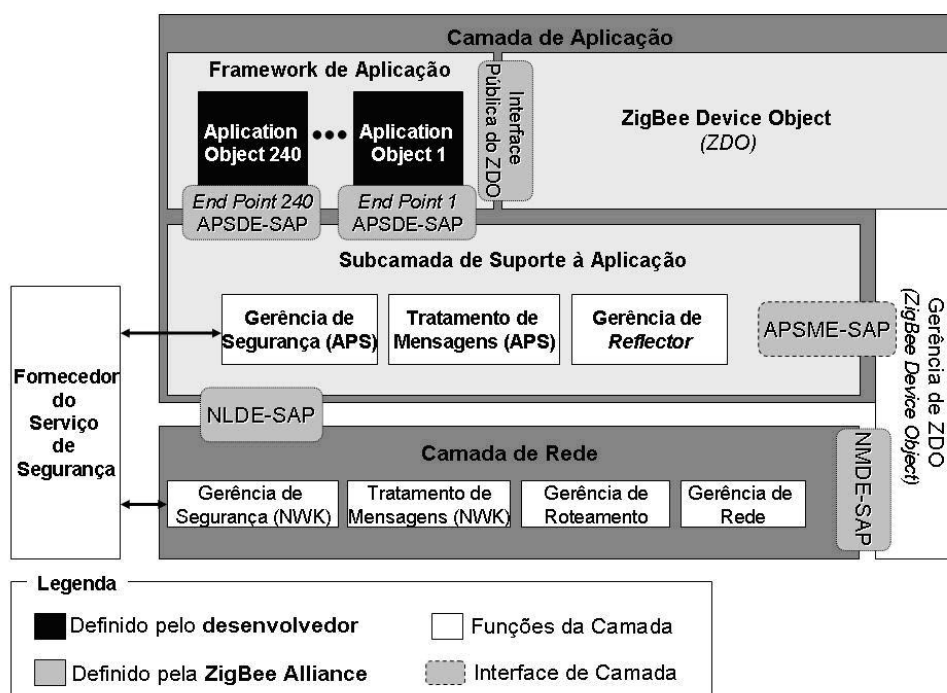 Camada de Aplicação
Framework de Aplicação
Aplication
Object 240
•••
Aplication
Object 1
Interface
Pública do ZDO
ZigBee Device Object
(ZDO)
End Point 240
APSDE-SAP
End Point 1
APSDE-SAP
Subcamada de Suporte à Aplicação
Gerência de
Segurança (APS)
Tratamento de
Mensagens (APS)
Gerência de
Reflector
APSME-SAP
Gerência de ZDO
(ZigBee Device Object)
Fornecedor
do
Serviço
de
Segurança
NLDE-SAP
Camada de Rede
Gerência de
Segurança (NWK)
Tratamento de
Mensagens (NWK)
Gerência de
Roteamento
Gerência de
Rede
NMDE-SAP
Legenda
Definido pelo desenvolvedor
Funções da Camada
Definido pela ZigBee Alliance
Interface de Camada